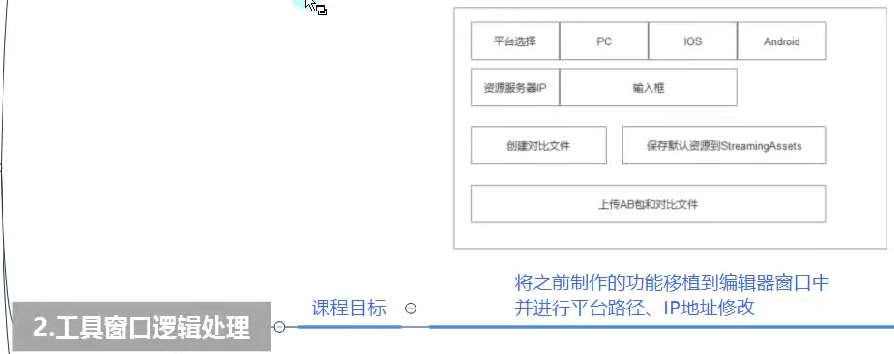 平台选择 PC IOS Android
资源服务器IP 输入框
创建对比文件 保存默认资源到StreamingAssets
上传AB包和对比文件
将之前制作的功能移植到编辑器窗口中
并进行平台路径、IP地址修改
课程目标
2.工具窗口逻辑处理